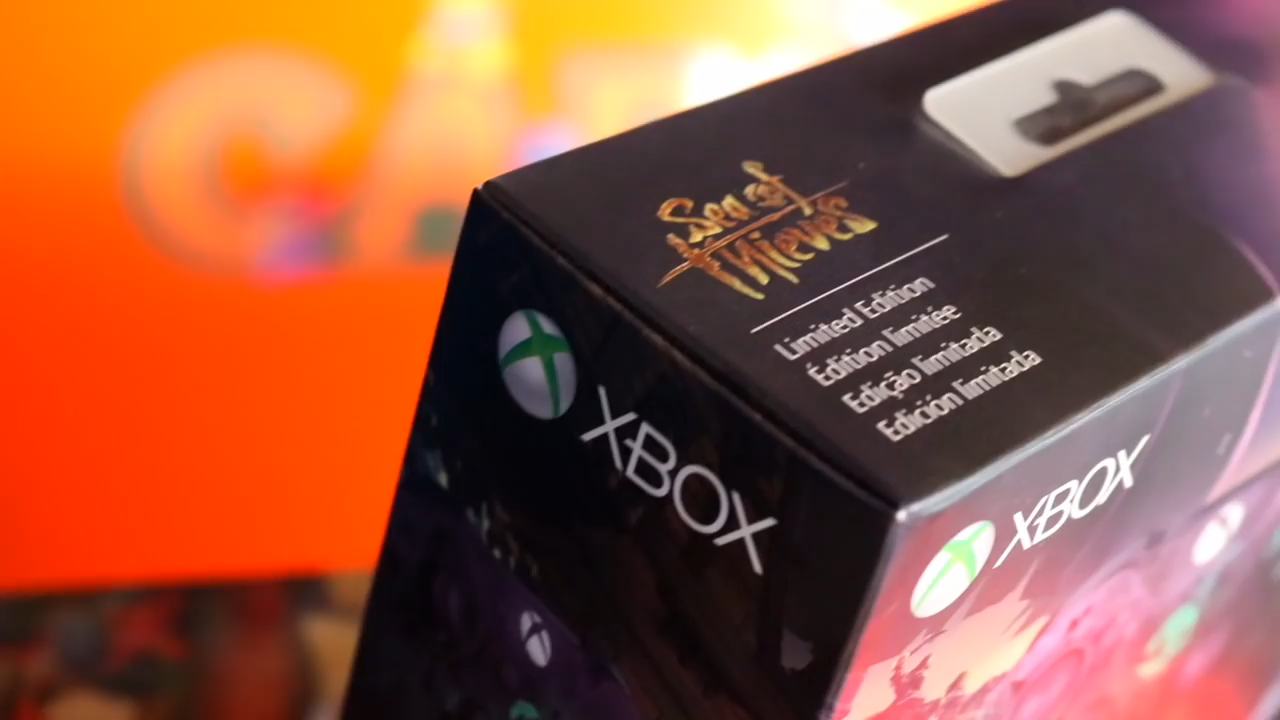 Sea of
Thieves
Limited Edition
Édition limitée
Edição limitada
Edición limitada
XBOX
XBOX